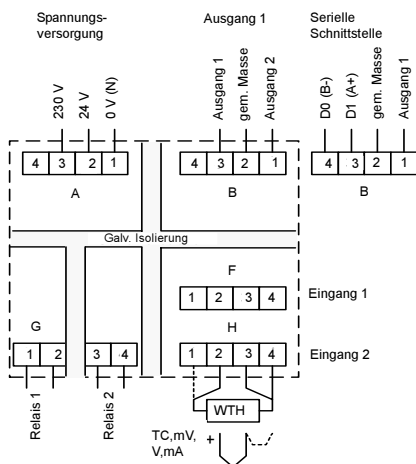 Spannungs-
versorgung
Ausgang 1
Serielle
Schnittstelle
230 V
24 V
0 V (N)
Ausgang 1
gem. Masse
Ausgang 2
D0 (B-)
D1 (A+)
gem. Masse
Ausgang 1
4 3 2 1
4 3 2 1
4 3 2 1
A
B
B
Galv. Isolierung
F
1 2 3 4
Eingang 1
G
H
1 2
3 4
1 2 3 4
Eingang 2
Relais 1
Relais 2
WTH
TC,mV,
V,mA
+